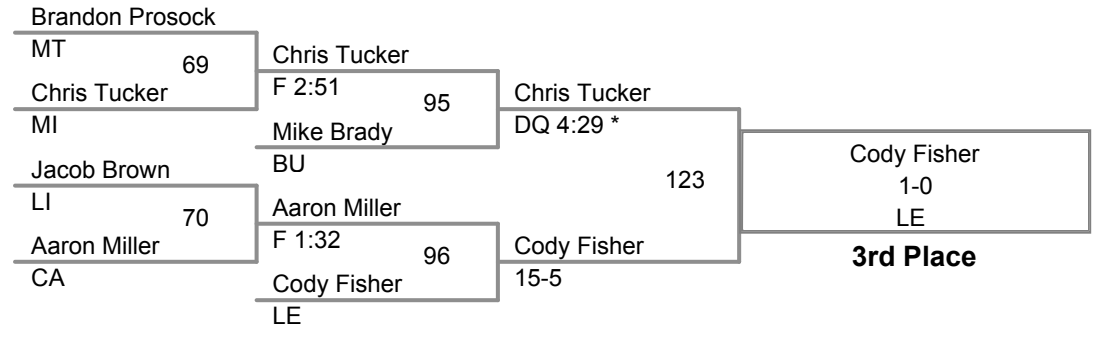 Brandon Prosock
MT
69
Chris Tucker
MI
Jacob Brown
LI
70
Aaron Miller
CA
Chris Tucker
F 2:51
95
Mike Brady
BU
Aaron Miller
F 1:32
96
Cody Fisher
LE
Chris Tucker
DQ 4:29 *
123
Cody Fisher
15-5
Cody Fisher
1-0
LE
3rd Place